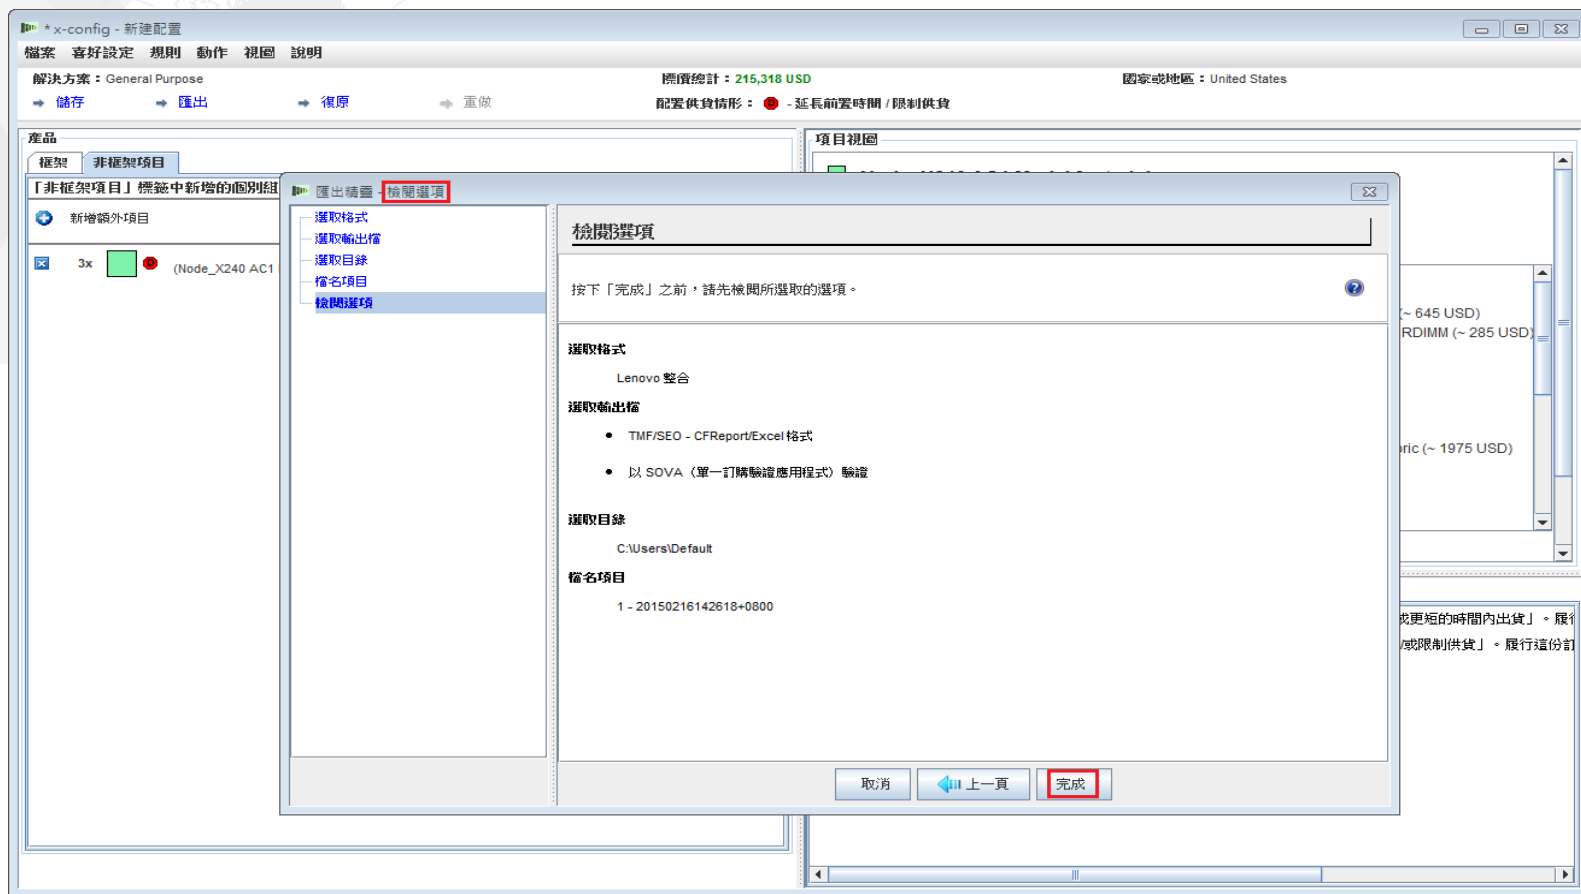 * x-config - 新建配置
檔案 喜好設定 規則 動作 視圖 說明
解決方案：General Purpose
標價總計：215,318 USD
國家或地區：United States
儲存 匯出 復原 重做
配置供貨情形： - 延長前置時間 / 限制供貨
產品
框架 非框架項目
「非框架項目」標籤中新增的個別組
新增額外項目
3x (Node_X240 AC1
項目視圖
(~ 645 USD)
RDIMM (~ 285 USD)
ric (~ 1975 USD)
更短的時間內出貨」。履行
/或限制供貨」。履行這份訂
匯出精靈 - 檢閱選項
選取格式
選取輸出檔
選取目錄
檔名項目
檢閱選項
檢閱選項
按下「完成」之前，請先檢閱所選取的選項。
選取格式
Lenovo 整合
選取輸出檔
• TMF/SEO - CFReport/Excel 格式
• 以 SOVA（單一訂購驗證應用程式）驗證
選取目錄
C:\Users\Default
檔名項目
1 - 20150216142618+0800
取消 上一頁 完成